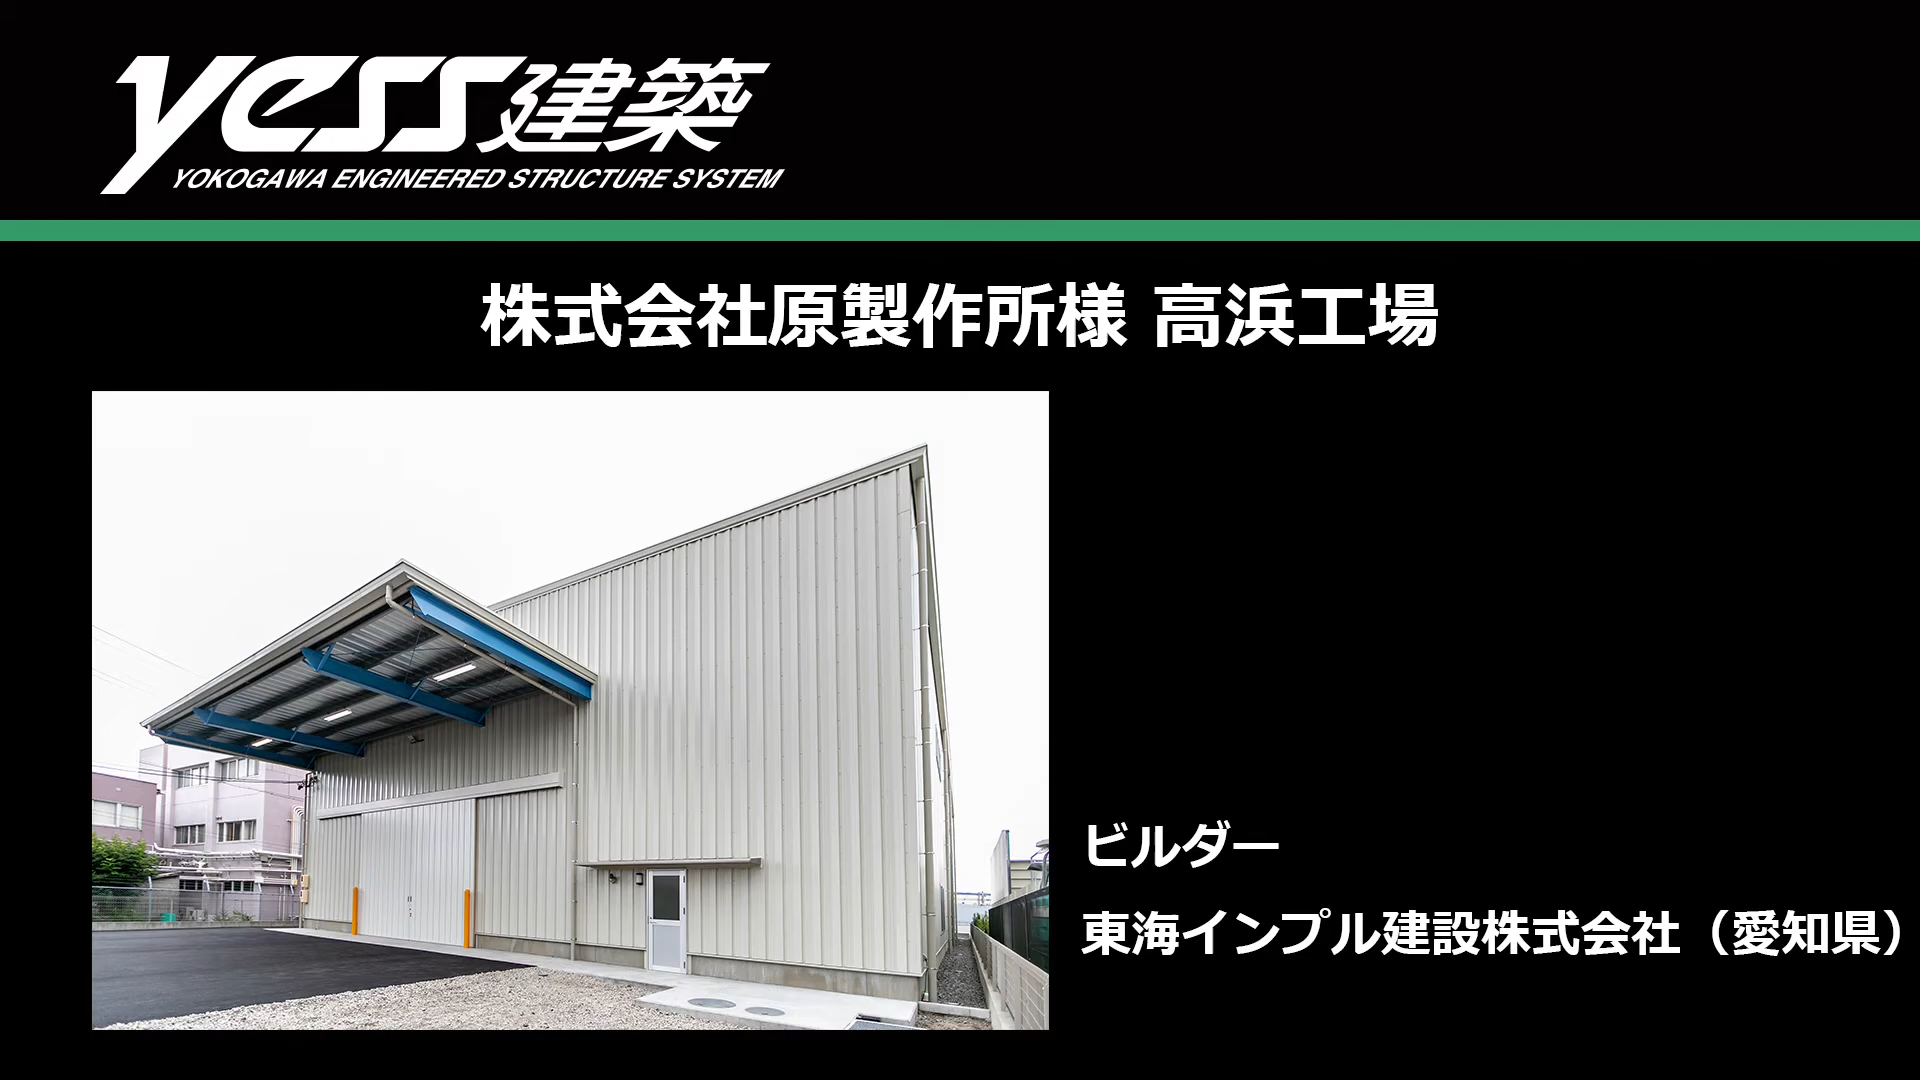 yess建築
YOKOGAWA ENGINEERED STRUCTURE SYSTEM
株式会社原製作所様 高浜工場
ビルダー
東海インプル建設株式会社（愛知県）